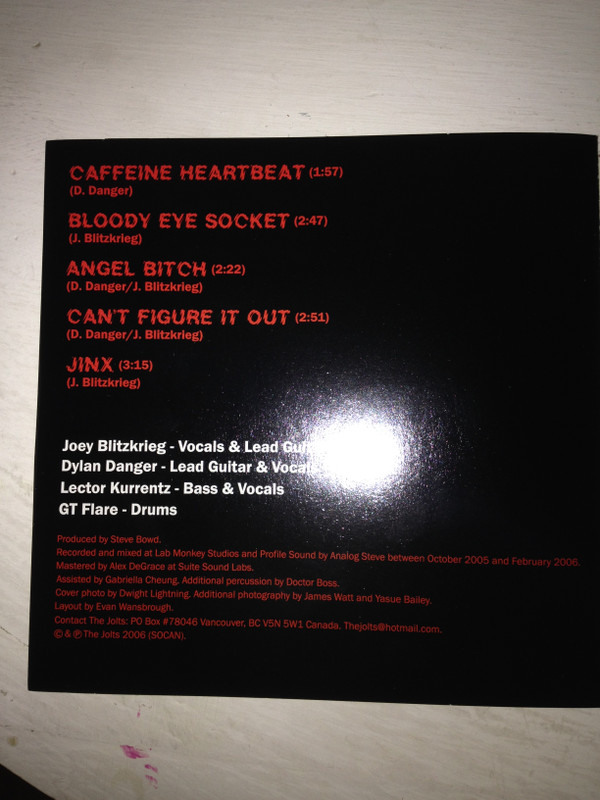 CAFFEINE HEARTBEAT (1:57)
(D. Danger)
BLOODY EYE SOCKET (2:47)
(J. Blitzkrieg)
ANGEL BITCH (2:22)
(D. Danger/J. Blitzkrieg)
CAN'T FIGURE IT OUT (2:51)
(D. Danger/J. Blitzkrieg)
JINX (3:15)
(J. Blitzkrieg)
Joey Blitzkrieg - Vocals & Lead
Dylan Danger - Lead Guitar & Vocals
Lector Kurrentz - Bass & Vocals
GT Flare - Drums
Produced by Steve Bowd.
Recorded and mixed at Lab Monkey Studios and Profile Sound by Analog Steve between October 2005 and February 2006.
Mastered by Alex DeGrace at Suite Sound Labs.
Assisted by Gabriella Cheung. Additional percussion by Doctor Boss.
Cover photo by Dwight Lightning. Additional photography by James Watt and Yasue Bailey.
Layout by Evan Wansbrough.
Contact The Jolts: PO Box #78046 Vancouver, BC V5N 5W1 Canada. Thejolts@hotmail.com.
© & ℗ The Jolts 2006 (SOCAN).